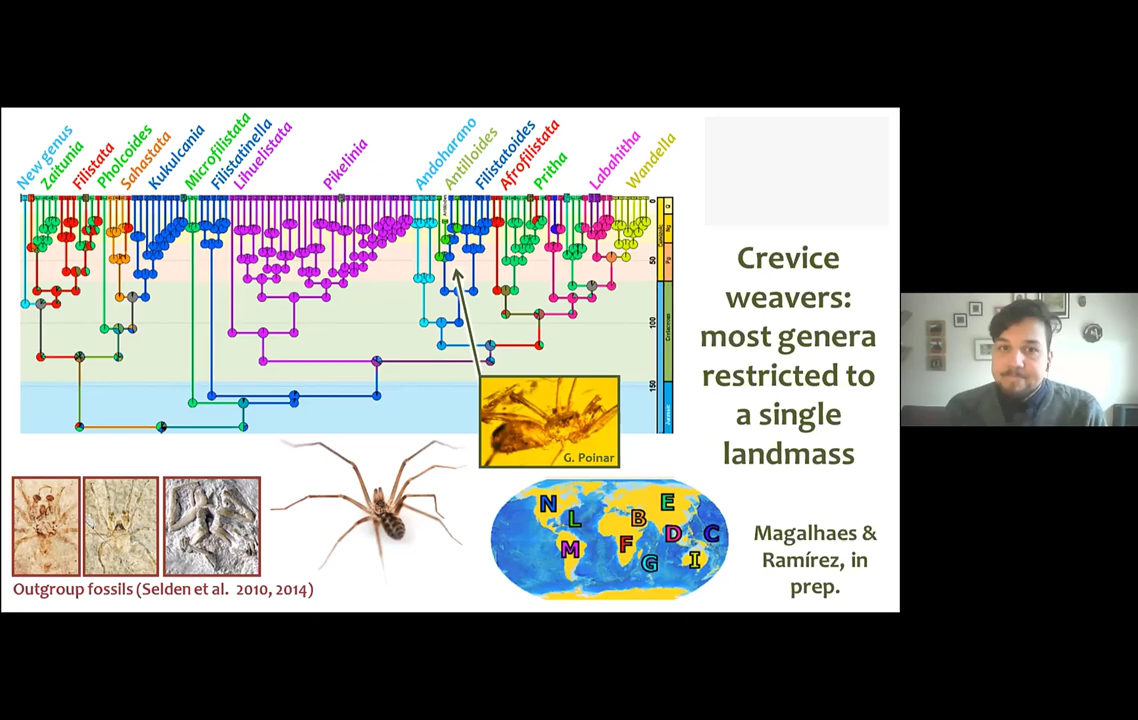 New genus
Zaitunia
Filistata
Pholcoides
Sahastata
Kukulcania
Microfilistata
Filistatinella
Lihuelistata
Pikelinia
Andoharano
Antilloides
Filistatoides
Afrofilistata
Pritha
Labahitha
Wandella
0
50
100
150
Crevice
weavers:
most genera
restricted to
a single
landmass
G. Poinar
N
L
M
B
F
G
E
D
C
I
Magalhaes &
Ramírez, in
prep.
Outgroup fossils (Selden et al. 2010, 2014)